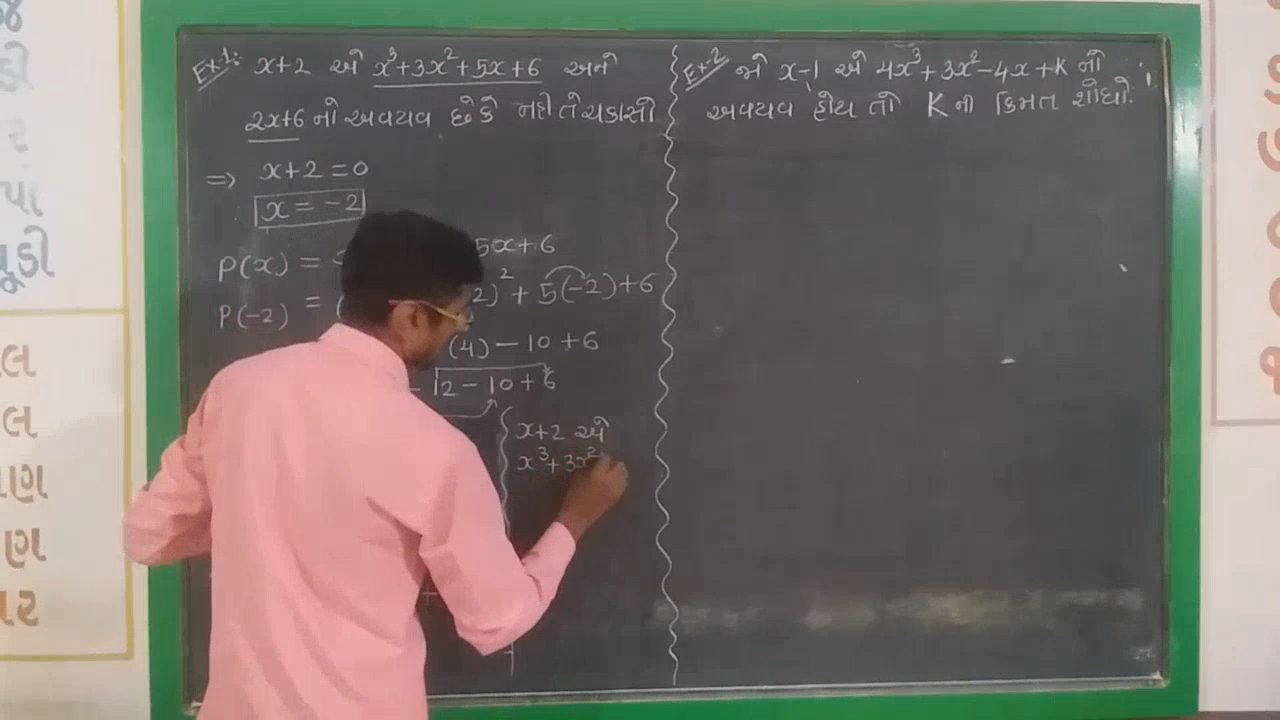 Ex-1: x+2 એ x³+3x²+5x+6 અને
2x+6 નો અવયવ છે કે નહી તે ચકાસો
⇒ x+2=0
x = -2
P(x) = 5x+6
P(-2) = 2)² + 5(-2)+6
(4) - 10 + 6
- 12 - 10 + 6
x+2 એ
x³+3x²
Ex-2 જો x-1 એ 4x³+3x²-4x+K નો
અવયવ હોય તો K ની કિમત શોધો.